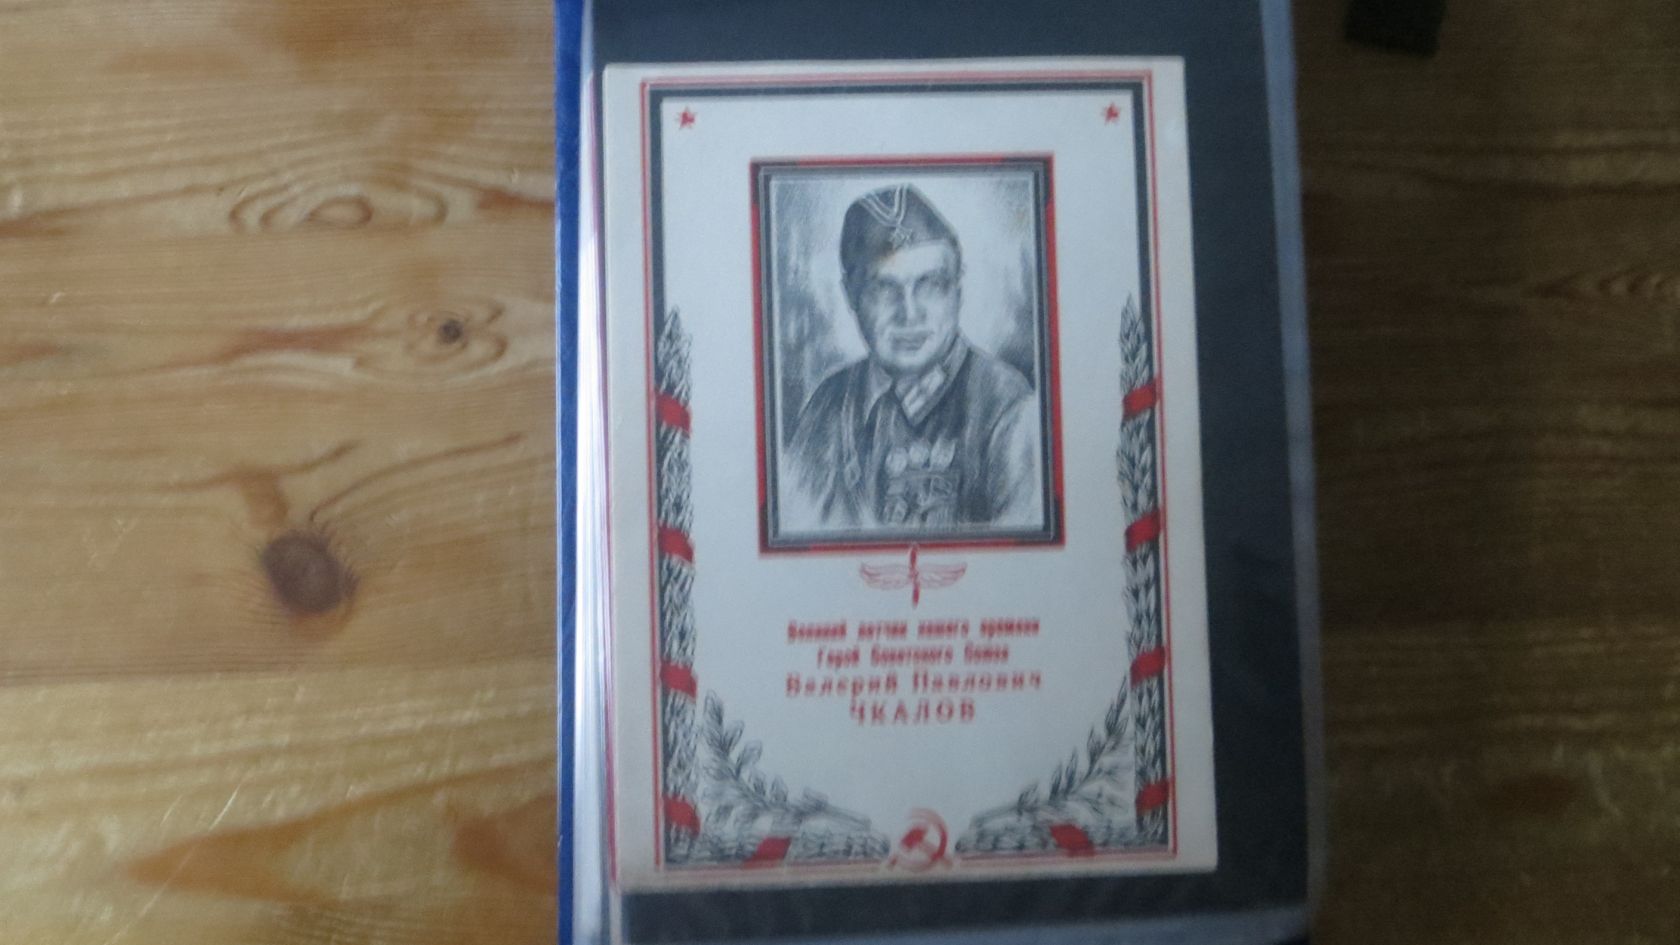 Великий летчик нашего времени
Герой Советского Союза
Валерий Павлович
ЧКАЛОВ